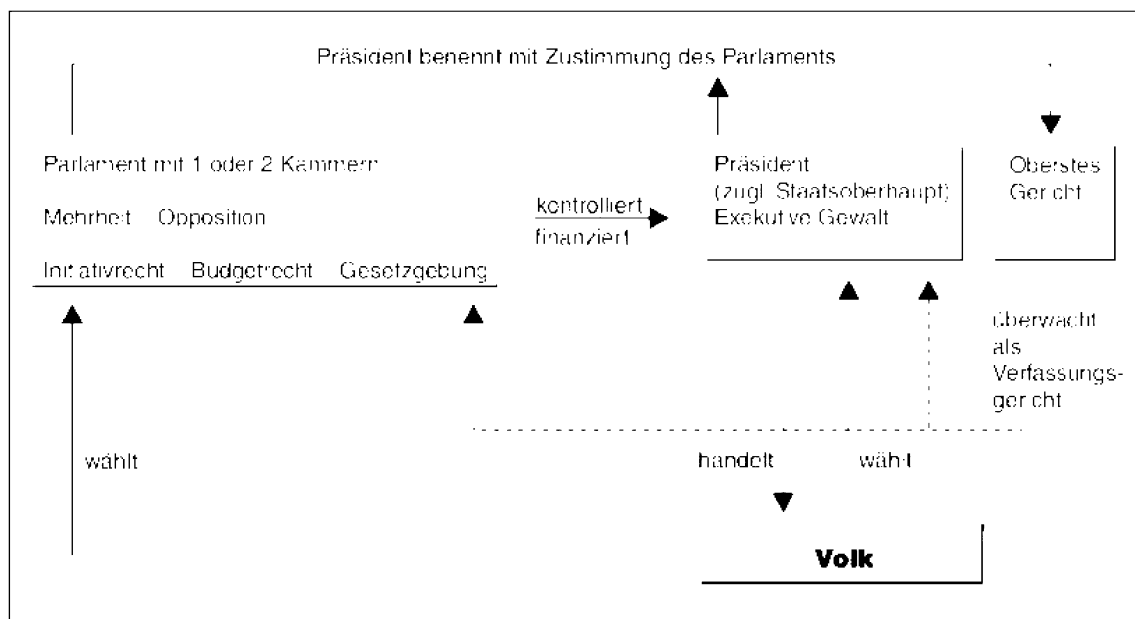 Präsident benennt mit Zustimmung des Parlaments
Parlament mit 1 oder 2 Kammern
Mehrheit Opposition
Initiativrecht Budgetrecht Gesetzgebung
kontrolliert
finanziert
Präsident
(zugl. Staatsoberhaupt)
Exekutive Gewalt
Oberstes
Gericht
überwacht
als
Verfassungs-
gericht
wählt
handelt
wählt
Volk